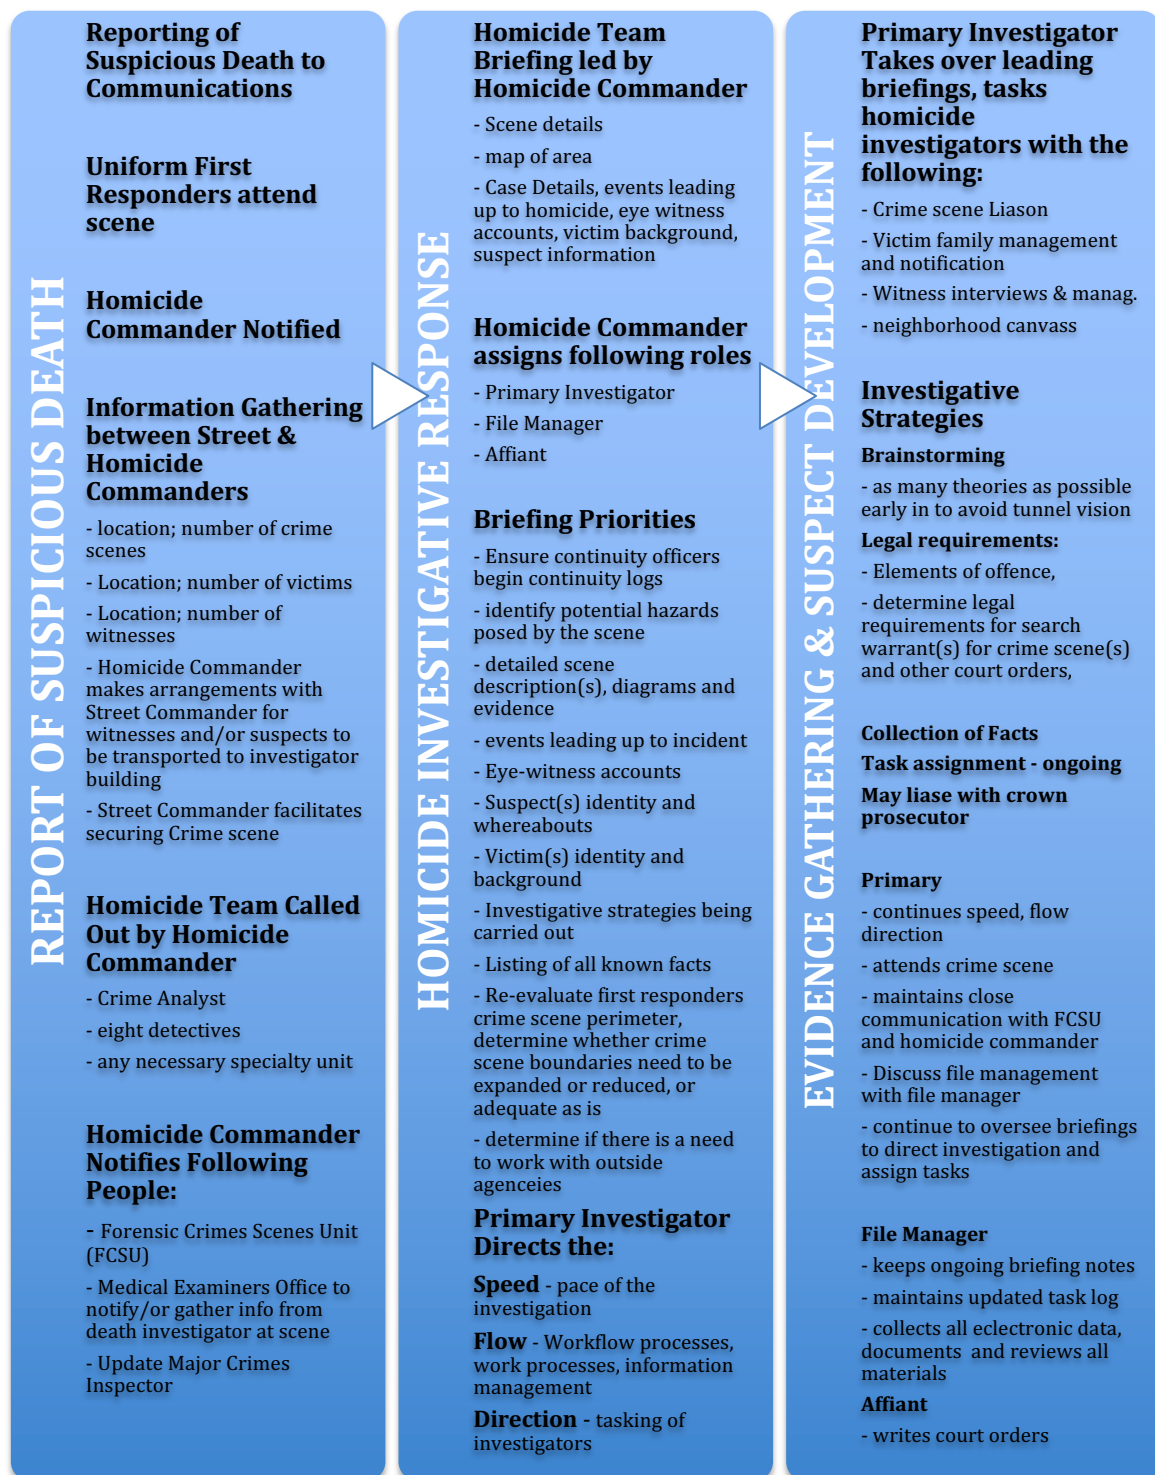 REPORT OF SUSPICIOUS DEATH
Reporting of
Suspicious Death to
Communications
Uniform First
Responders attend
scene
Homicide
Commander Notified
Information Gathering
between Street &
Homicide
Commanders
- location; number of crime
scenes
- Location; number of victims
- Location; number of
witnesses
- Homicide Commander
makes arrangements with
Street Commander for
witnesses and/or suspects to
be transported to investigator
building
- Street Commander facilitates
securing Crime scene
Homicide Team Called
Out by Homicide
Commander
- Crime Analyst
- eight detectives
- any necessary specialty unit
Homicide Commander
Notifies Following
People:
- Forensic Crimes Scenes Unit
(FCSU)
- Medical Examiners Office to
notify/or gather info from
death investigator at scene
- Update Major Crimes
Inspector
HOMICIDE INVESTIGATIVE RESPONSE
Homicide Team
Briefing led by
Homicide Commander
- Scene details
- map of area
- Case Details, events leading
up to homicide, eye witness
accounts, victim background,
suspect information
Homicide Commander
assigns following roles
- Primary Investigator
- File Manager
- Affiant
Briefing Priorities
- Ensure continuity officers
begin continuity logs
- identify potential hazards
posed by the scene
- detailed scene
description(s), diagrams and
evidence
- events leading up to incident
- Eye-witness accounts
- Suspect(s) identity and
whereabouts
- Victim(s) identity and
background
- Investigative strategies being
carried out
- Listing of all known facts
- Re-evaluate first responders
crime scene perimeter,
determine whether crime
scene boundaries need to be
expanded or reduced, or
adequate as is
- determine if there is a need
to work with outside
agenceies
Primary Investigator
Directs the:
Speed - pace of the
investigation
Flow - Workflow processes,
work processes, information
management
Direction - tasking of
investigators
EVIDENCE GATHERING & SUSPECT DEVELOPMENT
Primary Investigator
Takes over leading
briefings, tasks
homicide
investigators with the
following:
- Crime scene Liason
- Victim family management
and notification
- Witness interviews & manag.
- neighborhood canvass
Investigative
Strategies
Brainstorming
- as many theories as possible
early in to avoid tunnel vision
Legal requirements:
- Elements of offence,
- determine legal
requirements for search
warrant(s) for crime scene(s)
and other court orders,
Collection of Facts
Task assignment - ongoing
May liase with crown
prosecutor
Primary
- continues speed, flow
direction
- attends crime scene
- maintains close
communication with FCSU
and homicide commander
- Discuss file management
with file manager
- continue to oversee briefings
to direct investigation and
assign tasks
File Manager
- keeps ongoing briefing notes
- maintains updated task log
- collects all eclectronic data,
documents  and reviews all
materials
Affiant
- writes court orders